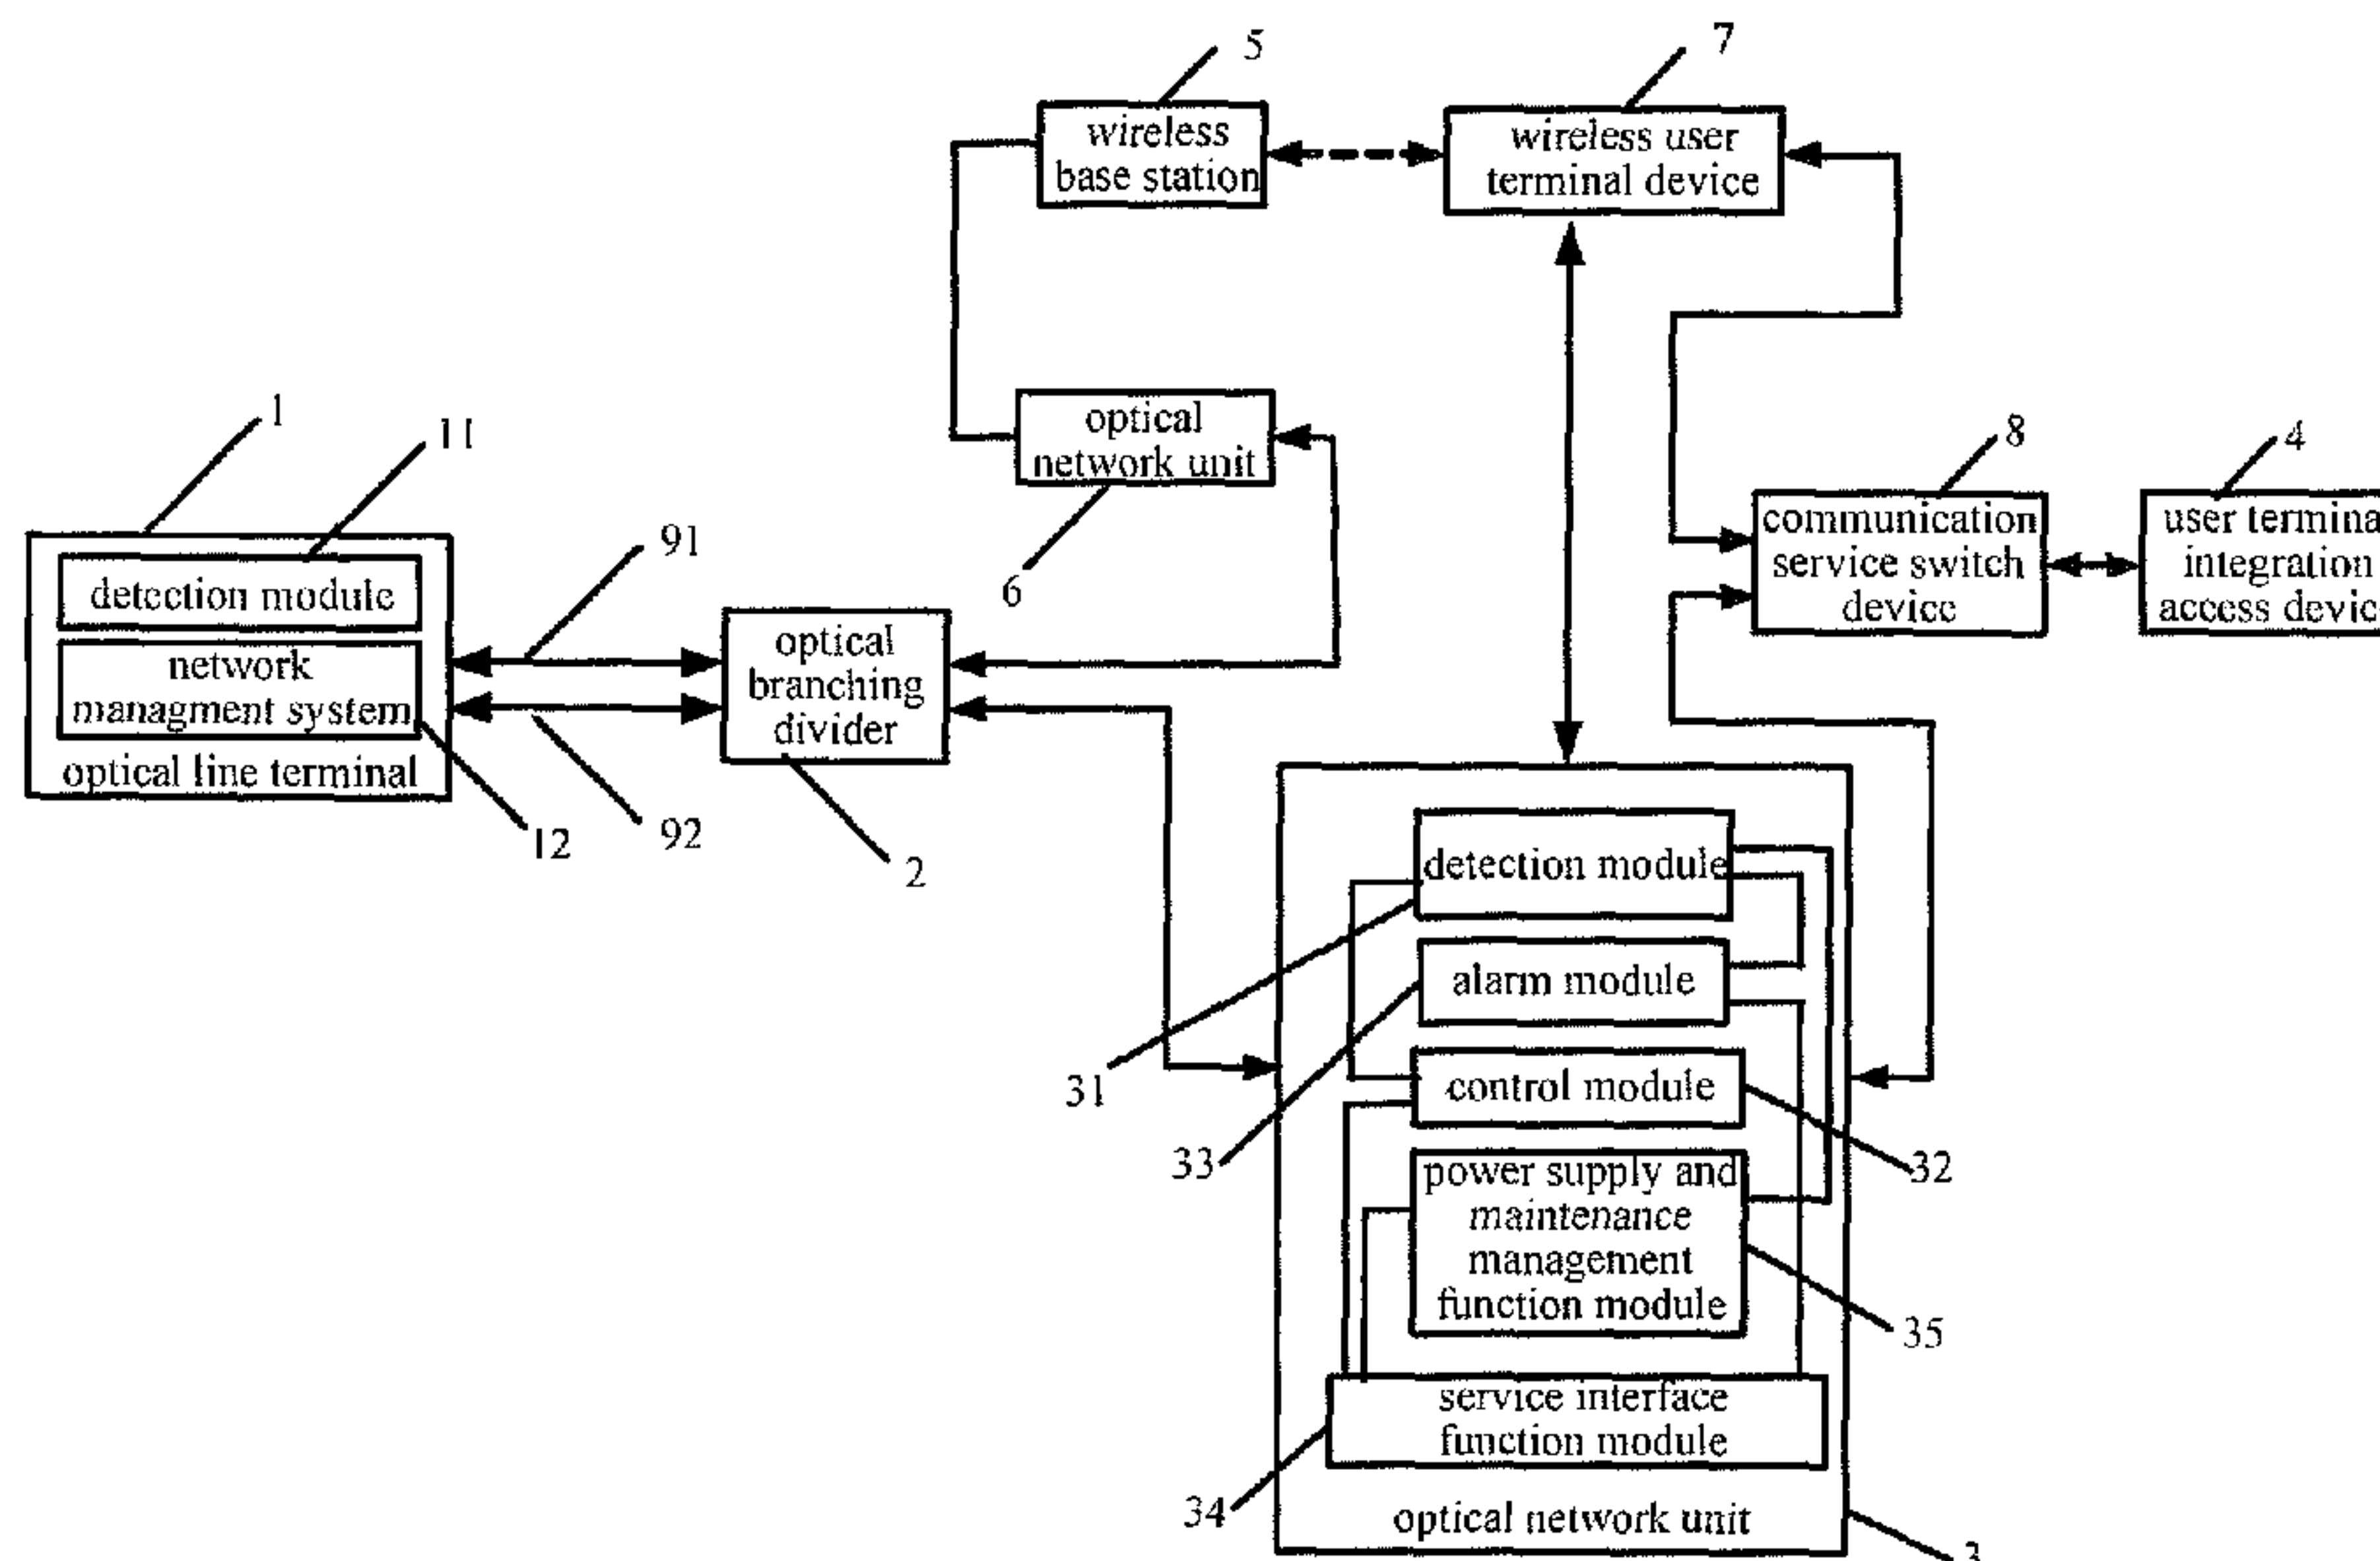 5
7
wireless
base station
wireless user
terminal device
1
11
optical
network unit
8
4
detection module
network
managment system
optical line terminal
91
92
12
6
optical
branching
divider
2
communication
service switch
device
user termina
integration
access devic
detection module
alarm module
control module
power supply and
maintenance
management
function module
service interface
function module
optical network unit
31
33
32
35
34
3